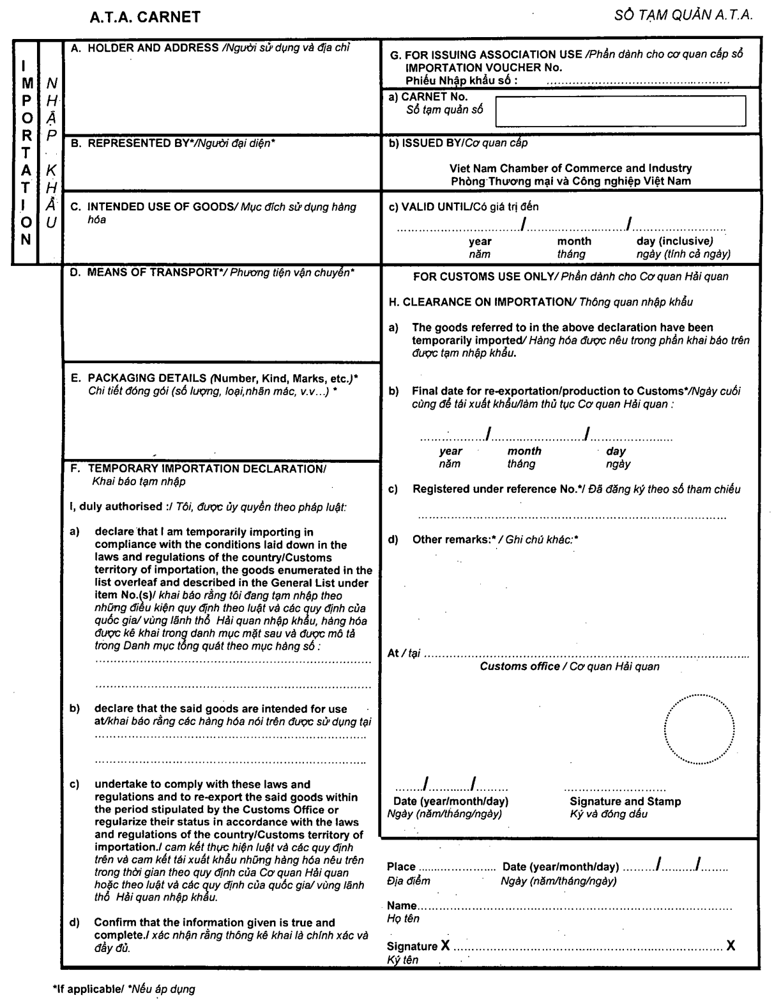 A.T.A. CARNET
SỔ TẠM QUẢN A.T.A.
IMPORTATION
NHẬP KHẨU
A. HOLDER AND ADDRESS /Người sử dụng và địa chỉ
B. REPRESENTED BY*/Người đại diện*
C. INTENDED USE OF GOODS/ Mục đích sử dụng hàng
hóa
D. MEANS OF TRANSPORT*/ Phương tiện vận chuyển*
E. PACKAGING DETAILS (Number, Kind, Marks, etc.)*
Chi tiết đóng gói (số lượng, loại,nhãn mác, v.v...) *
F. TEMPORARY IMPORTATION DECLARATION/
Khai báo tạm nhập
I, duly authorised :/ Tôi, được ủy quyền theo pháp luật:
a) declare that I am temporarily importing in
compliance with the conditions laid down in the
laws and regulations of the country/Customs
territory of importation, the goods enumerated in the
list overleaf and described in the General List under
item No.(s)/ khai báo rằng tôi đang tạm nhập theo
những điều kiện quy định theo luật và các quy định của
quốc gia/ vùng lãnh thổ Hải quan nhập khẩu, hàng hóa
được kê khai trong danh mục mặt sau và được mô tả
trong Danh mục tổng quát theo mục hàng số :
................................................................
................................................................
b) declare that the said goods are intended for use
at/khai báo rằng các hàng hóa nói trên được sử dụng tại
................................................................
................................................................
c) undertake to comply with these laws and
regulations and to re-export the said goods within
the period stipulated by the Customs Office or
regularize their status in accordance with the laws
and regulations of the country/Customs territory of
importation./ cam kết thực hiện luật và các quy định
trên và cam kết tái xuất khẩu những hàng hóa nêu trên
trong thời gian theo quy định của Cơ quan Hải quan
hoặc theo luật và các quy định của quốc gia/ vùng lãnh
thổ Hải quan nhập khẩu.
d) Confirm that the information given is true and
complete./ xác nhận rằng thông kê khai là chính xác và
đầy đủ.
G. FOR ISSUING ASSOCIATION USE /Phần dành cho cơ quan cấp sổ
IMPORTATION VOUCHER No.
Phiếu Nhập khẩu số : ................................
a) CARNET No.
Sổ tạm quản số
b) ISSUED BY/Cơ quan cấp
Viet Nam Chamber of Commerce and Industry
Phòng Thương mại và Công nghiệp Việt Nam
c) VALID UNTIL/Có giá trị đến
............................/......................./.......................
year month day (inclusive)
năm tháng ngày (tính cả ngày)
FOR CUSTOMS USE ONLY/ Phần dành cho Cơ quan Hải quan
H. CLEARANCE ON IMPORTATION/ Thông quan nhập khẩu
a) The goods referred to in the above declaration have been
temporarily imported/ Hàng hóa được nêu trong phần khai báo trên
được tạm nhập khẩu.
b) Final date for re-exportation/production to Customs*/Ngày cuối
cùng để tái xuất khẩu/làm thủ tục Cơ quan Hải quan :
................/......................./....................
year month day
năm tháng ngày
c) Registered under reference No.*/ Đã đăng ký theo số tham chiếu
................................................................
d) Other remarks:* / Ghi chú khác:*
At / tại ................................................................
Customs office / Cơ quan Hải quan
......./........../........
Date (year/month/day) Signature and Stamp
Ngày (năm/tháng/ngày) Ký và đóng dấu
Place .................. Date (year/month/day) ......../........./.......
Địa điểm Ngày (năm/tháng/ngày)
Name................................................................
Họ tên
Signature X ................................................................ X
Ký tên
*If applicable/ *Nếu áp dụng